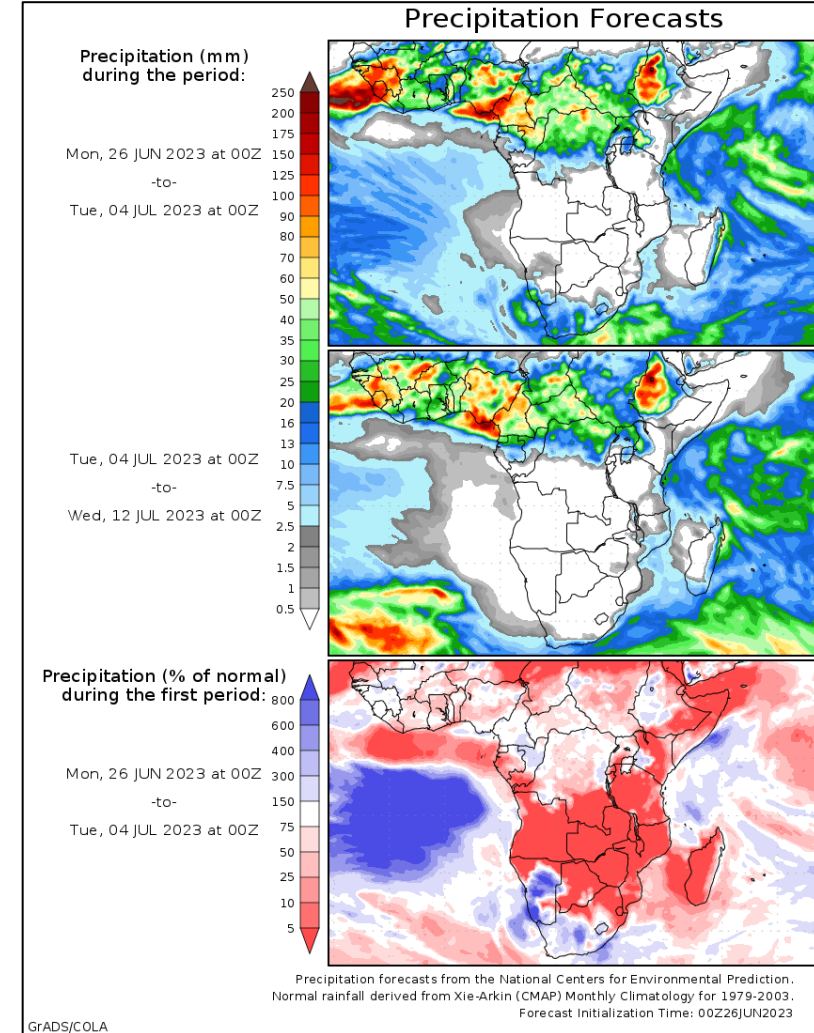 Precipitation Forecasts
Precipitation (mm)
during the period:
Mon, 26 JUN 2023 at 00Z
-to-
Tue, 04 JUL 2023 at 00Z
250
200
175
150
125
100
90
80
70
60
50
40
35
30
25
20
16
13
10
7.5
5
2.5
2
1.5
1
0.5
Tue, 04 JUL 2023 at 00Z
-to-
Wed, 12 JUL 2023 at 00Z
Precipitation (% of normal)
during the first period:
Mon, 26 JUN 2023 at 00Z
-to-
Tue, 04 JUL 2023 at 00Z
800
600
400
300
150
75
50
25
10
5
Precipitation forecasts from the National Centers for Environmental Prediction.
Normal rainfall derived from Xie-Arkin (CMAP) Monthly Climatology for 1979-2003.
Forecast Initialization Time: 00Z26JUN2023
GrADS/COLA